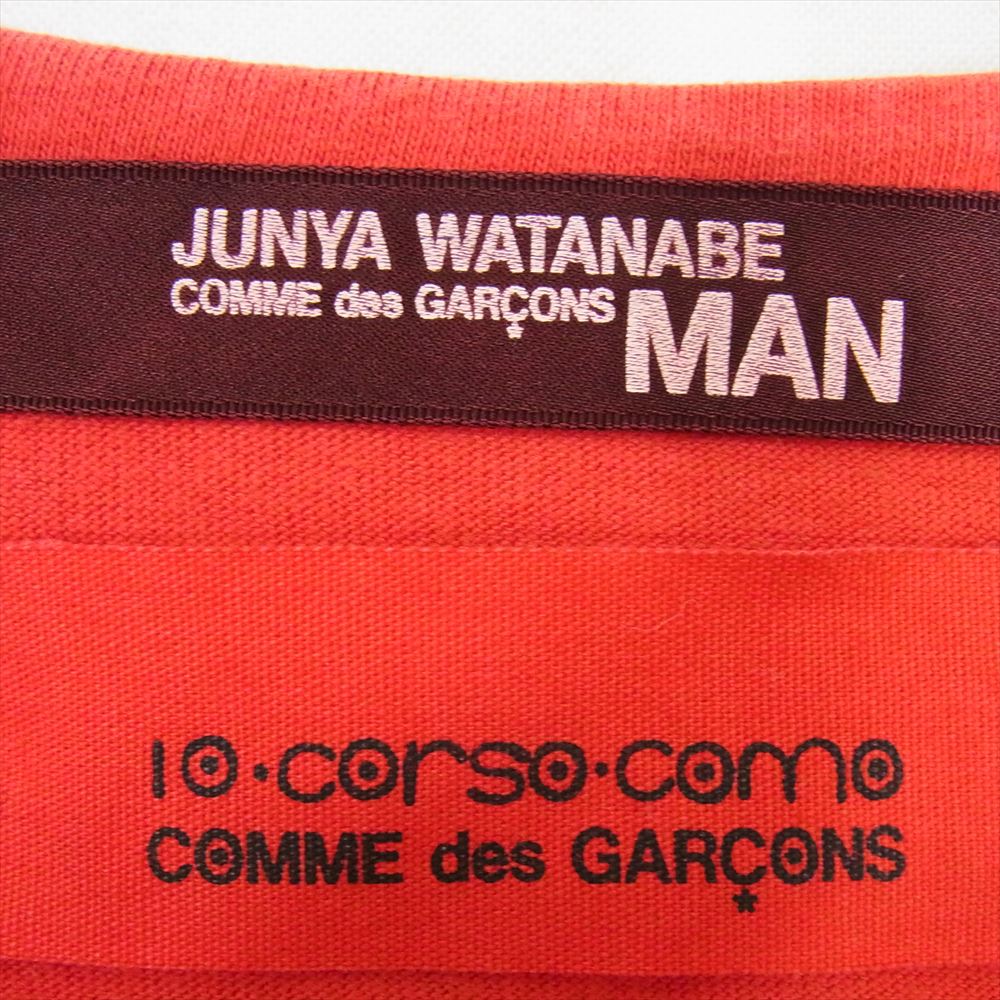 JUNYA WATANABE
COMME des GARÇONS MAN
10·corso·como
COMME des GARÇONS